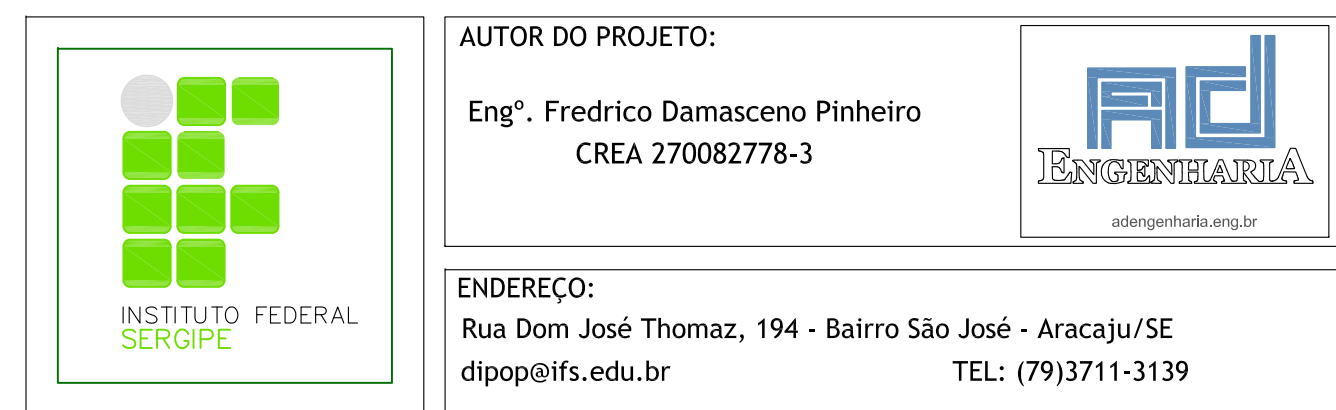 INSTITUTO FEDERAL
SERGIPE
AUTOR DO PROJETO:
Engº. Fredrico Damasceno Pinheiro
CREA 270082778-3
Ad
ENGENHARIA
adengenharia.eng.br
ENDEREÇO:
Rua Dom José Thomaz, 194 - Bairro São José - Aracaju/SE
dipop@ifs.edu.br TEL: (79)3711-3139